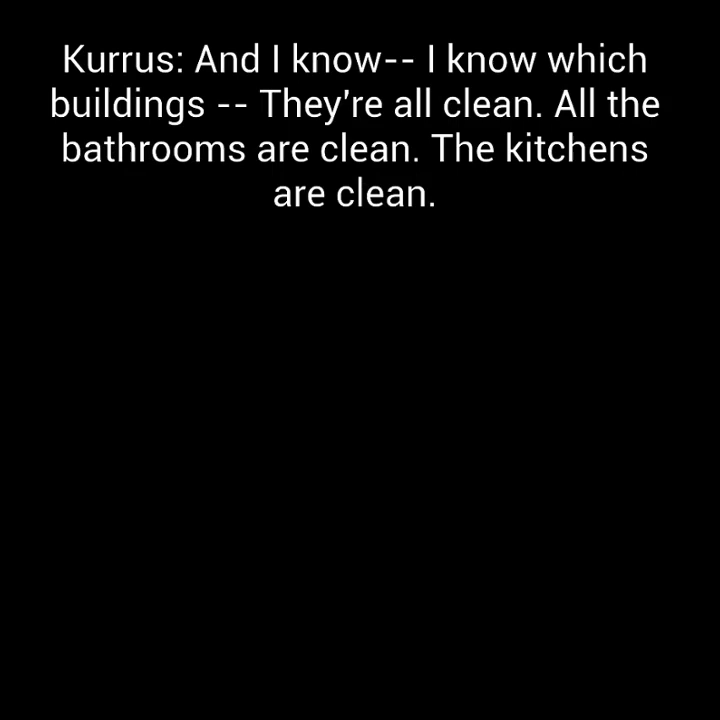 Kurrus: And I know-- I know which
buildings -- They're all clean. All the
bathrooms are clean. The kitchens
are clean.